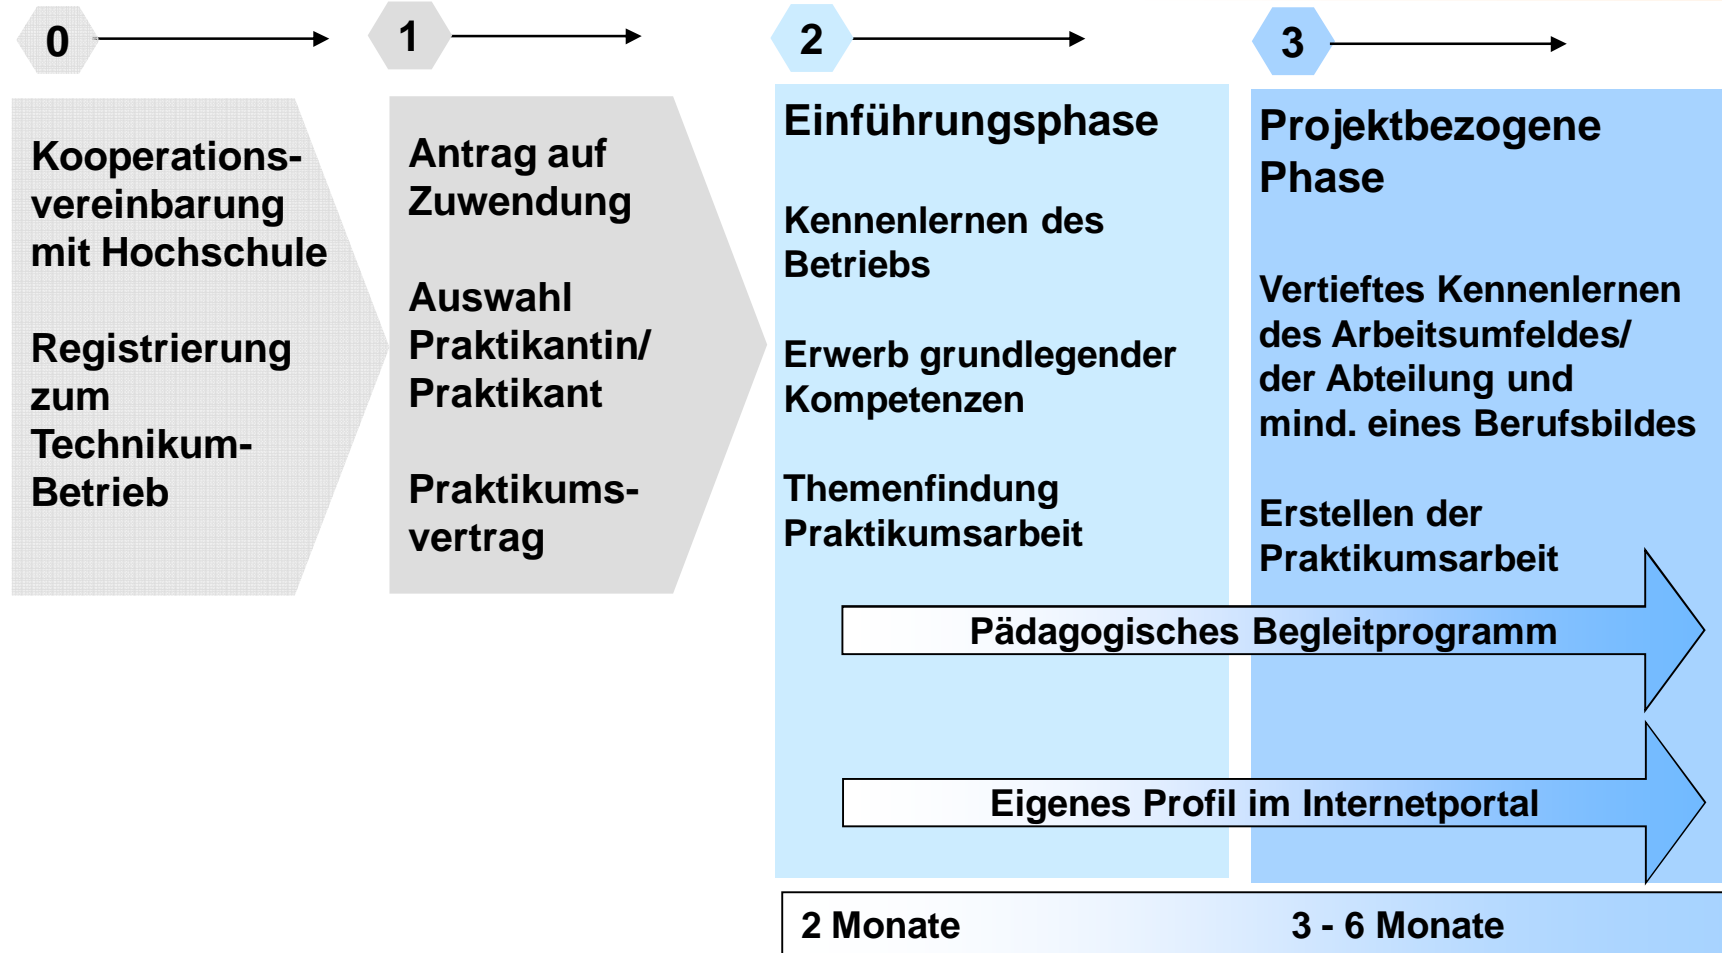 0
Kooperations-
vereinbarung
mit Hochschule
Registrierung
zum
Technikum-
Betrieb
1
Antrag auf
Zuwendung
Auswahl
Praktikantin/
Praktikant
Praktikums-
vertrag
2
Einführungsphase
Kennenlernen des
Betriebs
Erwerb grundlegender
Kompetenzen
Themenfindung
Praktikumsarbeit
3
Projektbezogene
Phase
Vertieftes Kennenlernen
des Arbeitsumfeldes/
der Abteilung und
mind. eines Berufsbildes
Erstellen der
Praktikumsarbeit
Pädagogisches Begleitprogramm
Eigenes Profil im Internetportal
2 Monate
3 - 6 Monate